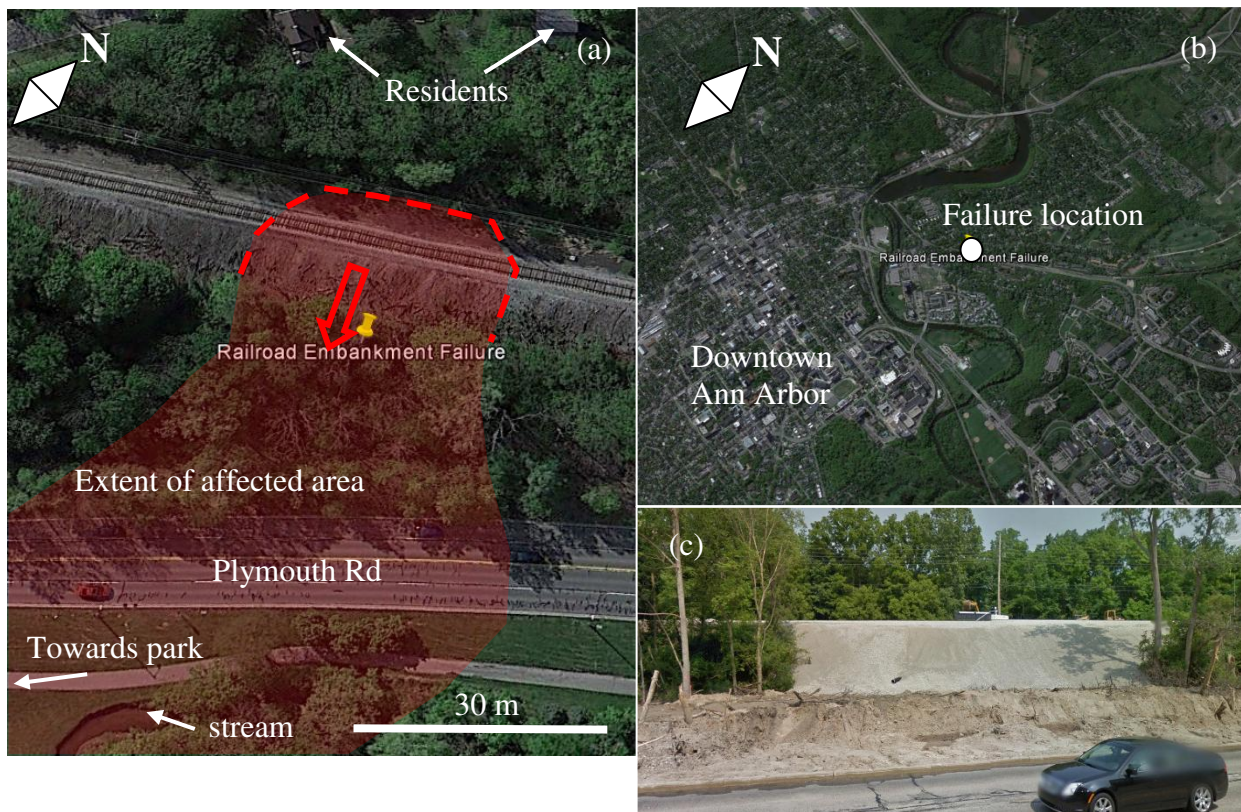 N
(a)
Residents
Railroad Embankment Failure
Extent of affected area
Plymouth Rd
Towards park
stream
30 m
N
(b)
Failure location
Railroad Embankment Failure
Downtown
Ann Arbor
(c)